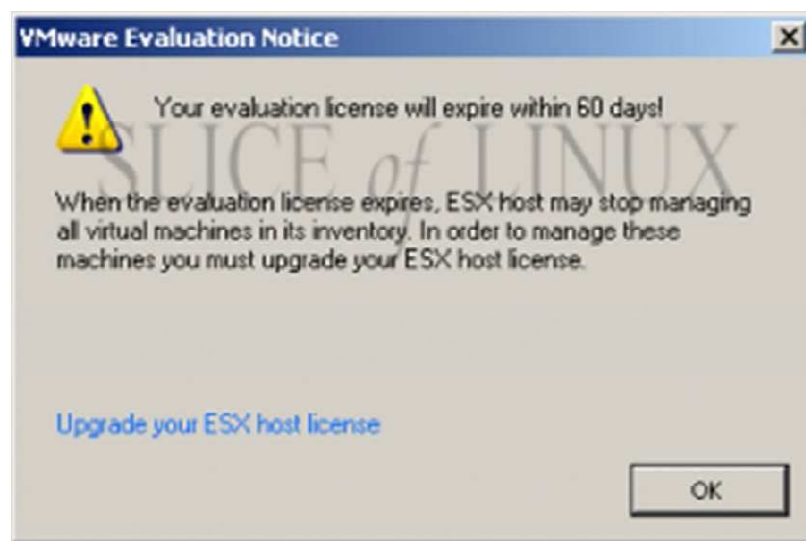 VMware Evaluation Notice
Your evaluation license will expire within 60 days!
SLICE of LINUX
When the evaluation license expires, ESX host may stop managing
all virtual machines in its inventory. In order to manage these
machines you must upgrade your ESX host license.
Upgrade your ESX host license
OK